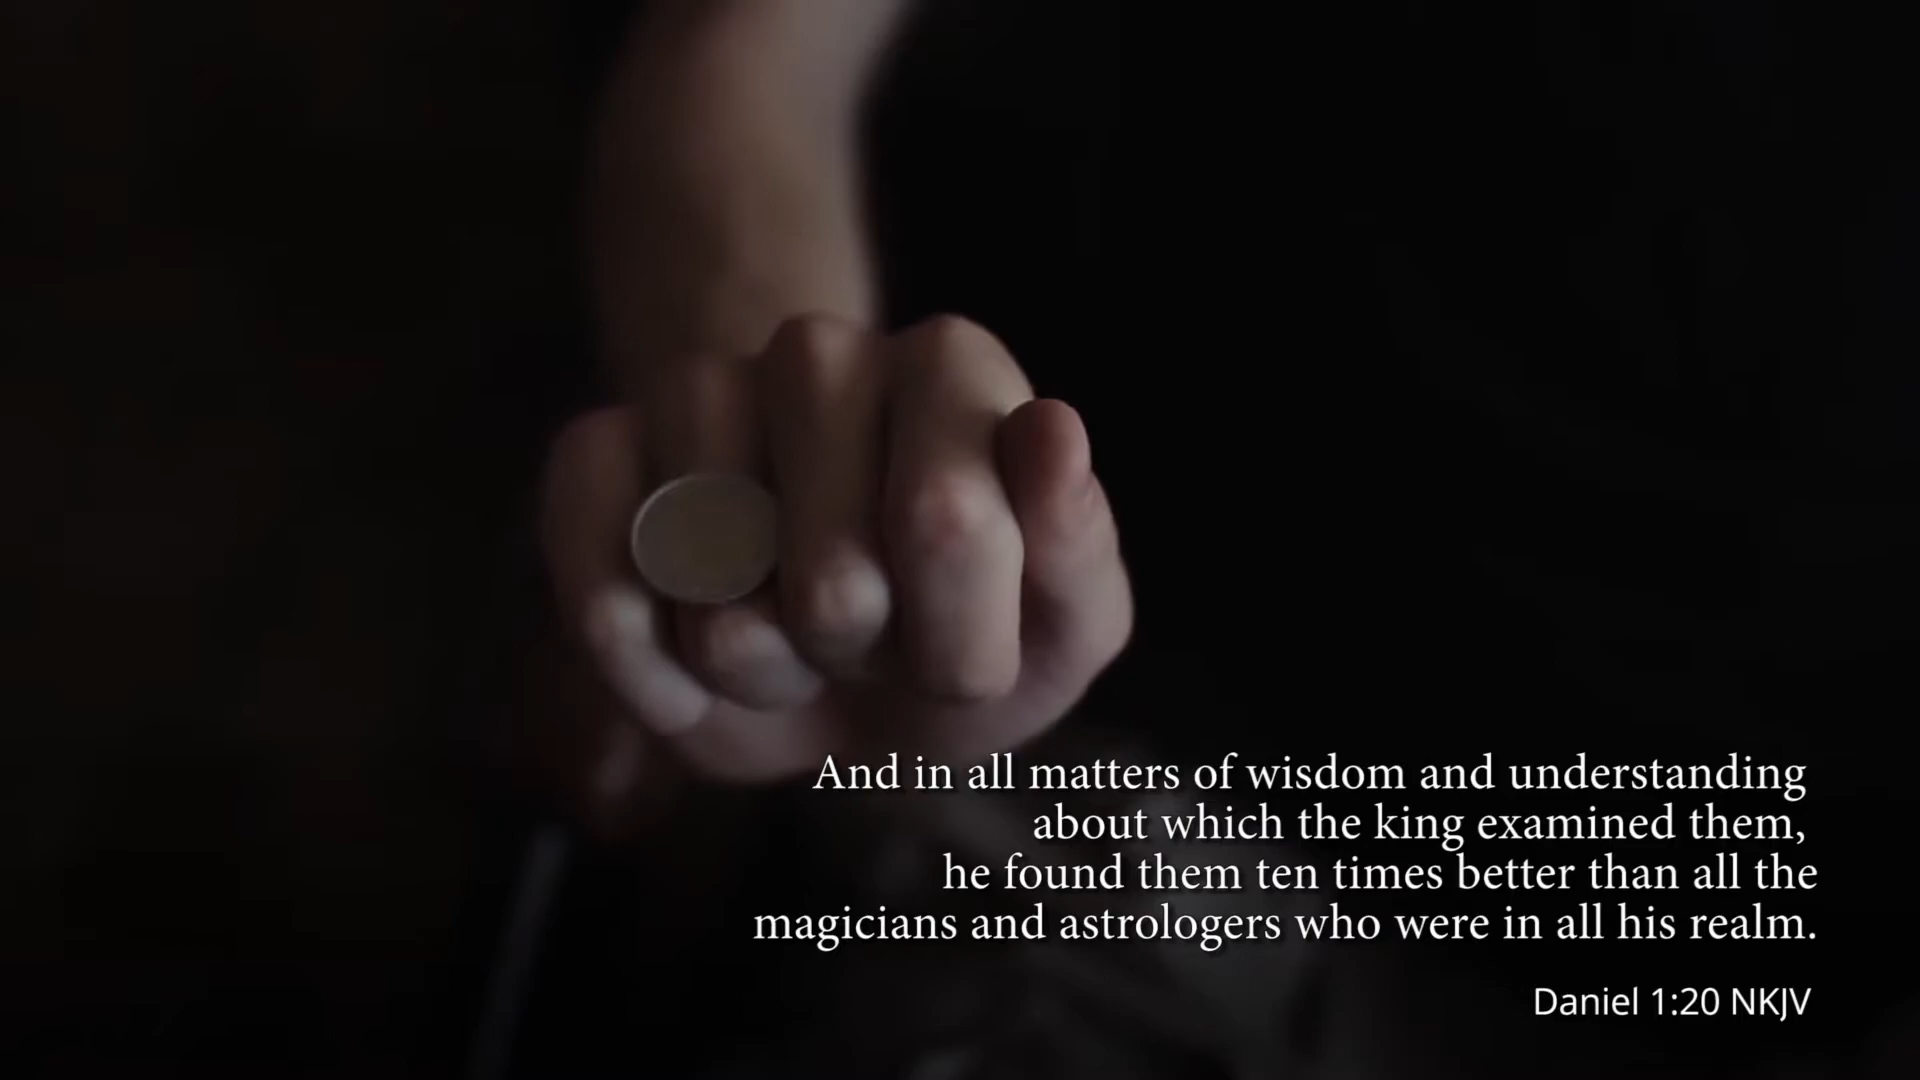 And in all matters of wisdom and understanding
about which the king examined them,
he found them ten times better than all the
magicians and astrologers who were in all his realm.
Daniel 1:20 NKJV